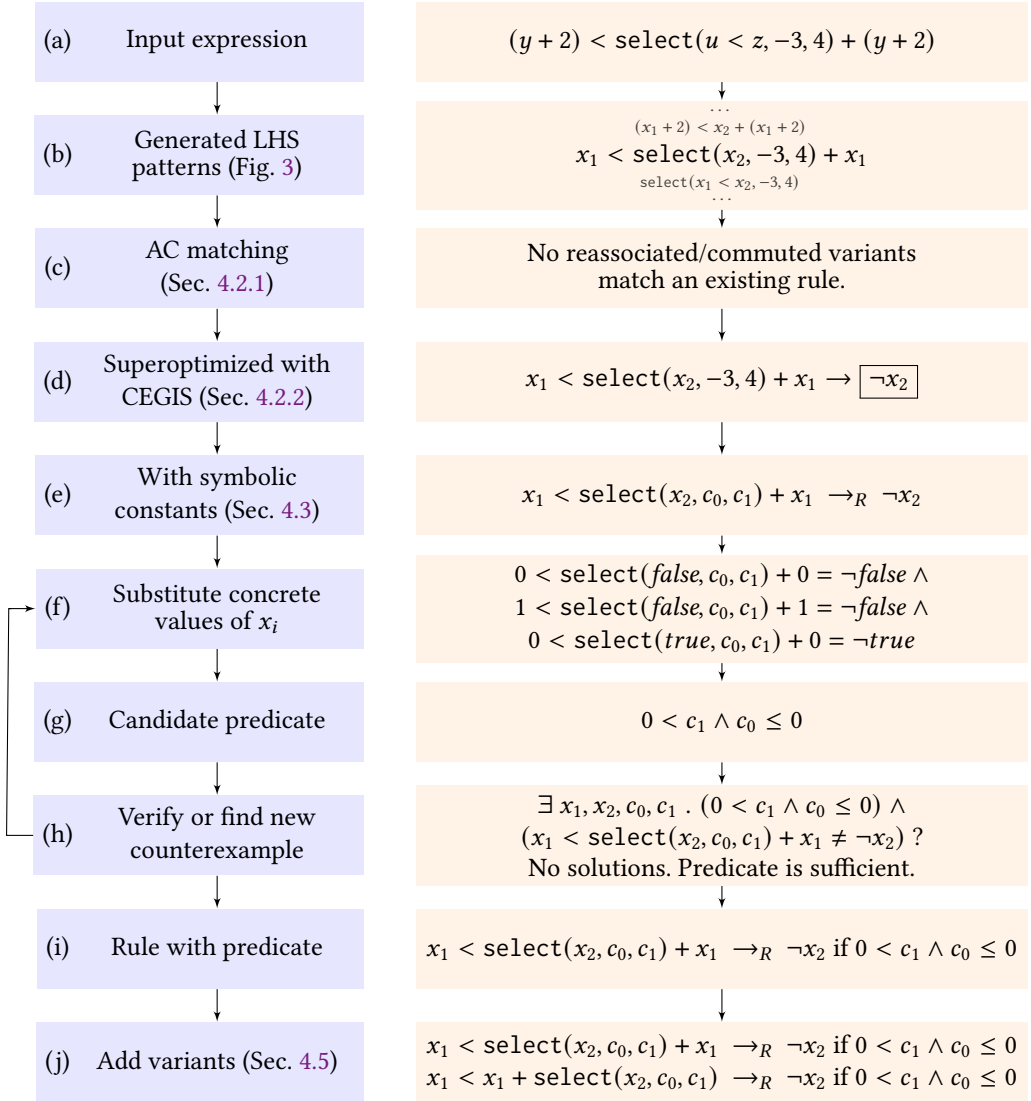 (a) Input expression
(y + 2) < select(u < z, −3, 4) + (y + 2)
(b) Generated LHS
patterns (Fig. 3)
...
(x₁ + 2) < x₂ + (x₁ + 2)
x₁ < select(x₂, −3, 4) + x₁
select(x₁ < x₂, −3, 4)
...
(c) AC matching
(Sec. 4.2.1)
No reassociated/commuted variants
match an existing rule.
(d) Superoptimized with
CEGIS (Sec. 4.2.2)
x₁ < select(x₂, −3, 4) + x₁ → ¬x₂
(e) With symbolic
constants (Sec. 4.3)
x₁ < select(x₂, c₀, c₁) + x₁ →R ¬x₂
(f) Substitute concrete
values of xᵢ
0 < select(false, c₀, c₁) + 0 = ¬false ∧
1 < select(false, c₀, c₁) + 1 = ¬false ∧
0 < select(true, c₀, c₁) + 0 = ¬true
(g) Candidate predicate
0 < c₁ ∧ c₀ ≤ 0
(h) Verify or find new
counterexample
∃ x₁, x₂, c₀, c₁ . (0 < c₁ ∧ c₀ ≤ 0) ∧
(x₁ < select(x₂, c₀, c₁) + x₁ ≠ ¬x₂) ?
No solutions. Predicate is sufficient.
(i) Rule with predicate
x₁ < select(x₂, c₀, c₁) + x₁ →R ¬x₂ if 0 < c₁ ∧ c₀ ≤ 0
(j) Add variants (Sec. 4.5)
x₁ < select(x₂, c₀, c₁) + x₁ →R ¬x₂ if 0 < c₁ ∧ c₀ ≤ 0
x₁ < x₁ + select(x₂, c₀, c₁) →R ¬x₂ if 0 < c₁ ∧ c₀ ≤ 0